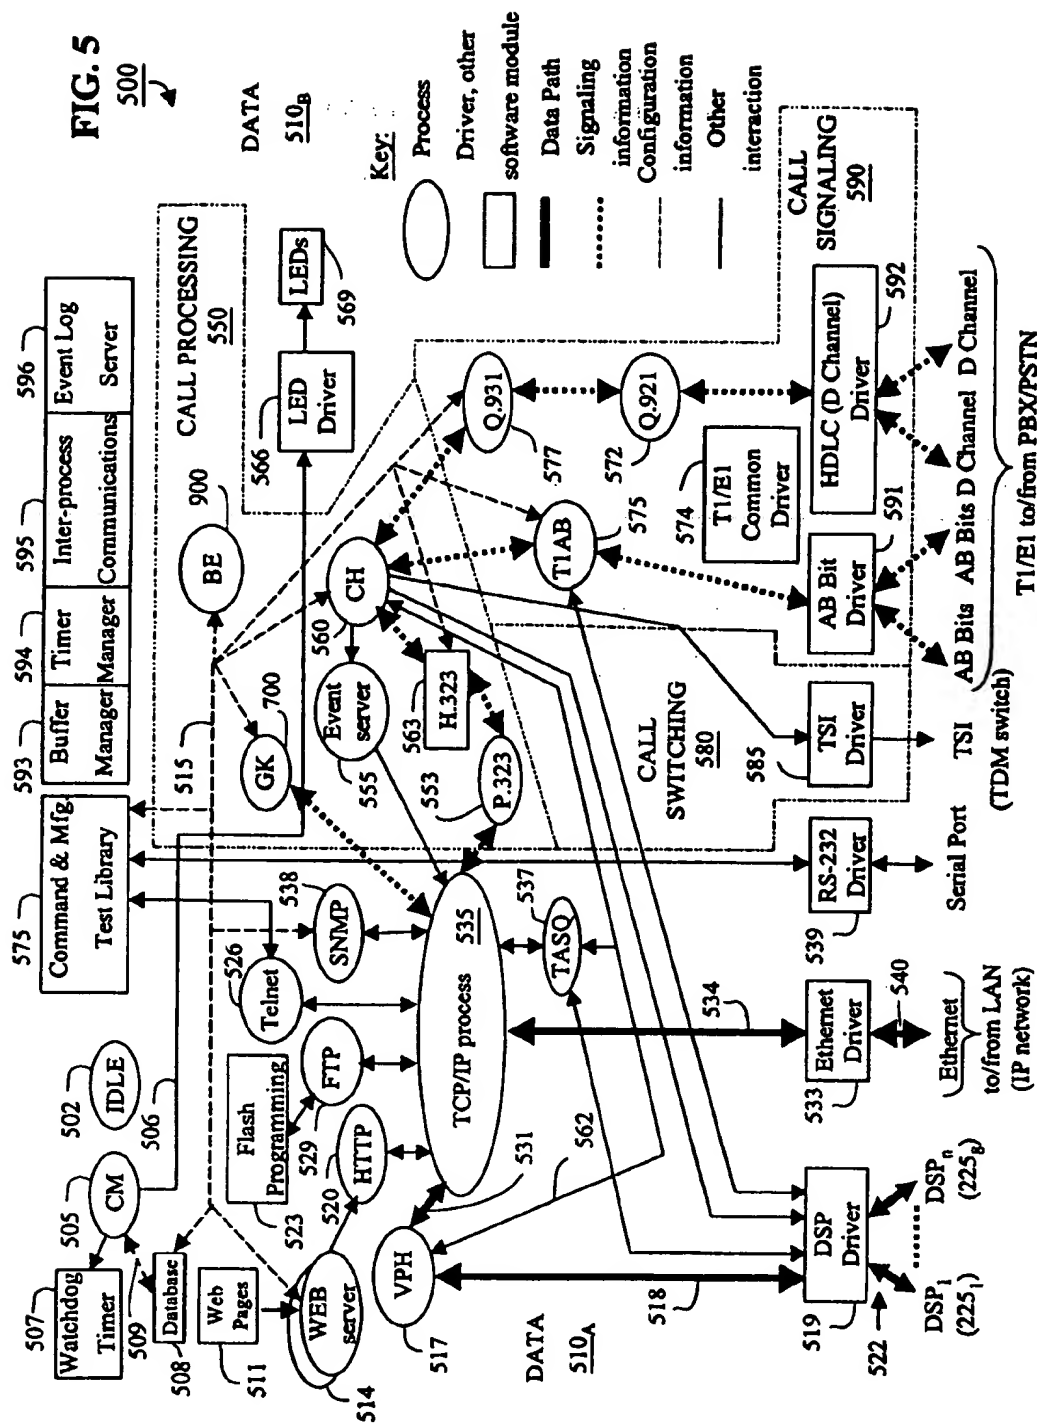 FIG. 5
500
DATA
510B
Key:
Process
Driver, other
software module
Data Path
Signaling
information
Configuration
information
Other
interaction
596
Event Log
Server
595
Inter-process
Communications
594
Timer
Manager
593
Buffer
Manager
575
Command & Mfg.
Test Library
CALL PROCESSING
550
900
BE
566
LED
Driver
LEDs
569
515
700
GK
560
CH
Event
server
555
563
H.323
553
P.323
Q.931
577
Q.921
572
T1AB
575
574
T1/E1
Common
Driver
CALL
SIGNALING
590
HDLC (D Channel)
Driver
592
AB Bit
Driver
591
CALL
SWITCHING
580
585
TSI
Driver
TSI
(TDM switch)
AB Bits
AB Bits
D Channel
D Channel
T1/E1 to/from PBX/PSTN
502
IDLE
506
505
CM
507
Watchdog
Timer
509
Database
508
Web
Pages
511
WEB
server
514
526
Telnet
538
SNMP
Flash
Programming
523
FTP
529
520
HTTP
TCP/IP process
535
537
TASQ
531
562
VPH
517
534
518
DATA
510A
RS-232
Driver
539
Serial Port
Ethernet
Driver
533
540
Ethernet
to/from LAN
(IP network)
DSP
Driver
519
522
DSP1
(2251)
DSPn
(2258)